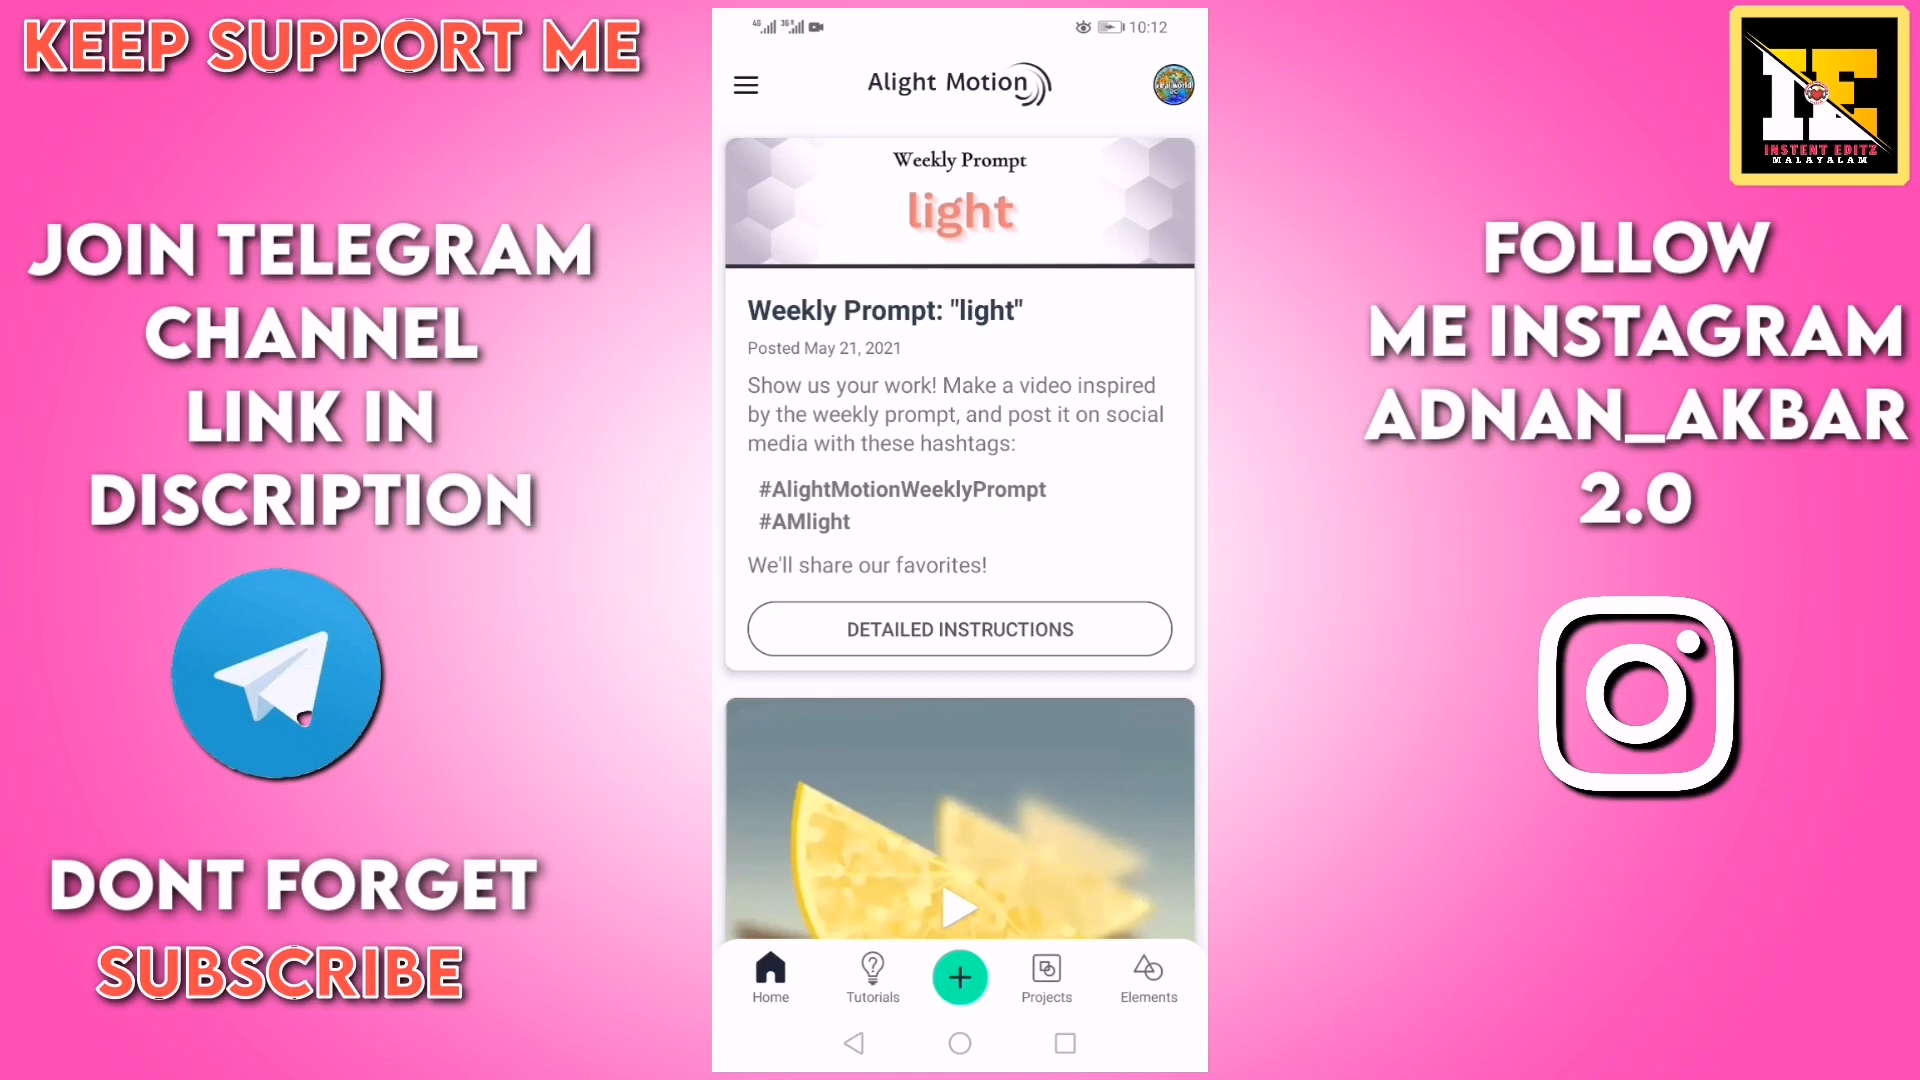 KEEP SUPPORT ME
JOIN TELEGRAM
CHANNEL
LINK IN
DISCRIPTION
DONT FORGET
SUBSCRIBE
4G
3G
10:12
Alight Motion
Weekly Prompt
light
Weekly Prompt: "light"
Posted May 21, 2021
Show us your work! Make a video inspired
by the weekly prompt, and post it on social
media with these hashtags:
#AlightMotionWeeklyPrompt
#AMlight
We'll share our favorites!
DETAILED INSTRUCTIONS
Home
Tutorials
Projects
Elements
IE
INSTENT EDITZ
MALAYALAM
FOLLOW
ME INSTAGRAM
ADNAN_AKBAR
2.0